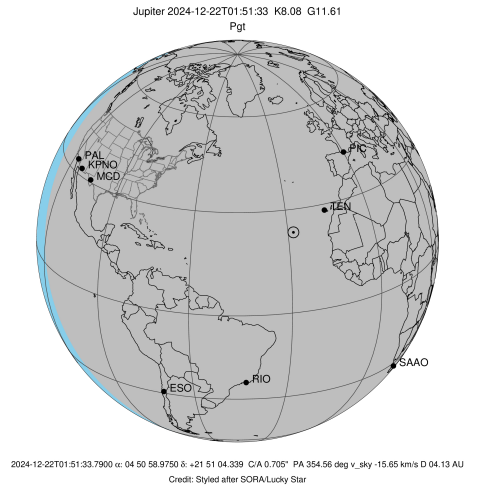 Jupiter 2024-12-22T01:51:33 K8.08 G11.61
Pgt
PAL
KPNO
MCD
PIC
TEN
SAAO
RIO
ESO
2024-12-22T01:51:33.7900 α: 04 50 58.9750 δ: +21 51 04.339 C/A 0.705" PA 354.56 deg v_sky -15.65 km/s D 04.13 AU
Credit: Styled after SORA/Lucky Star